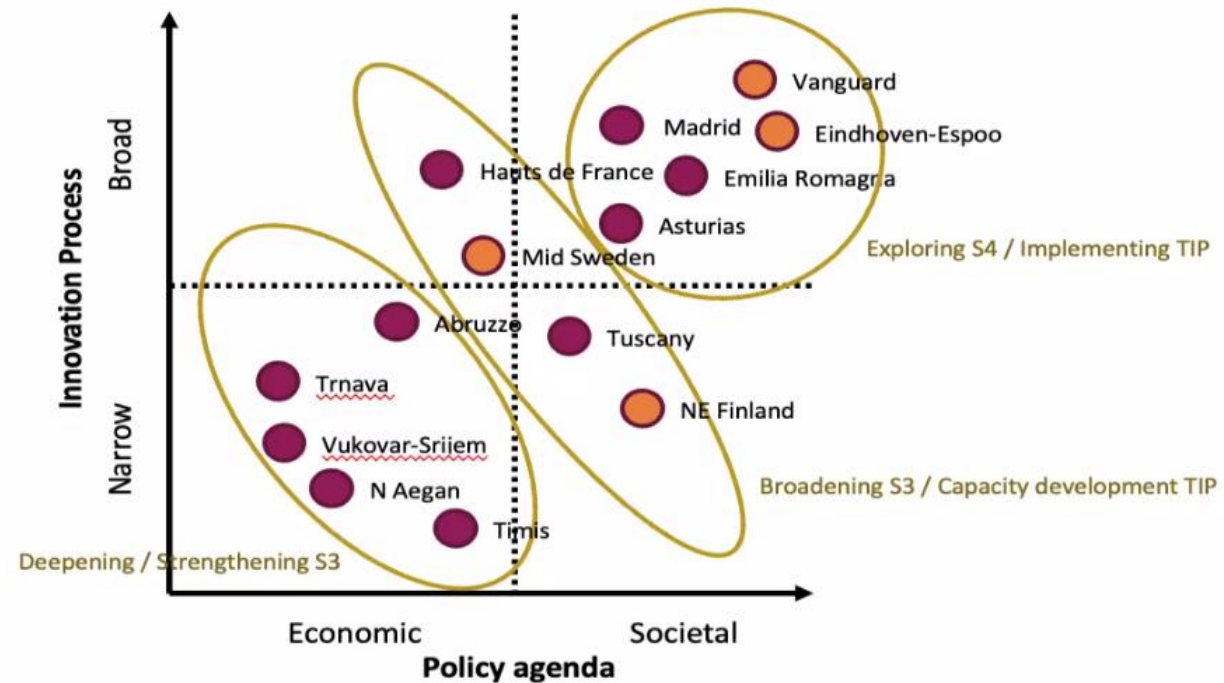 Innovation Process
Broad
Narrow
Vanguard
Madrid
Eindhoven-Espoo
Hauts de France
Emilia Romagna
Asturias
Exploring S4 / Implementing TIP
Mid Sweden
Abruzzo
Tuscany
Trnava
NE Finland
Vukovar-Srijem
N Aegan
Broadening S3 / Capacity development TIP
Timis
Deepening / Strengthening S3
Economic
Societal
Policy agenda